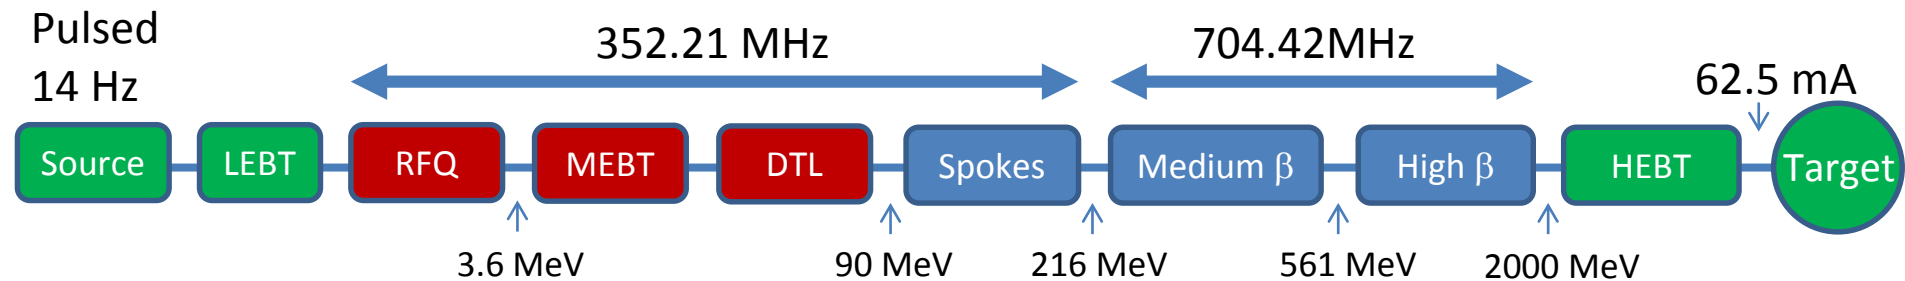 Pulsed
14 Hz
352.21 MHz
704.42MHz
62.5 mA
Source
LEBT
RFQ
MEBT
DTL
Spokes
Medium β
High β
HEBT
Target
3.6 MeV
90 MeV
216 MeV
561 MeV
2000 MeV